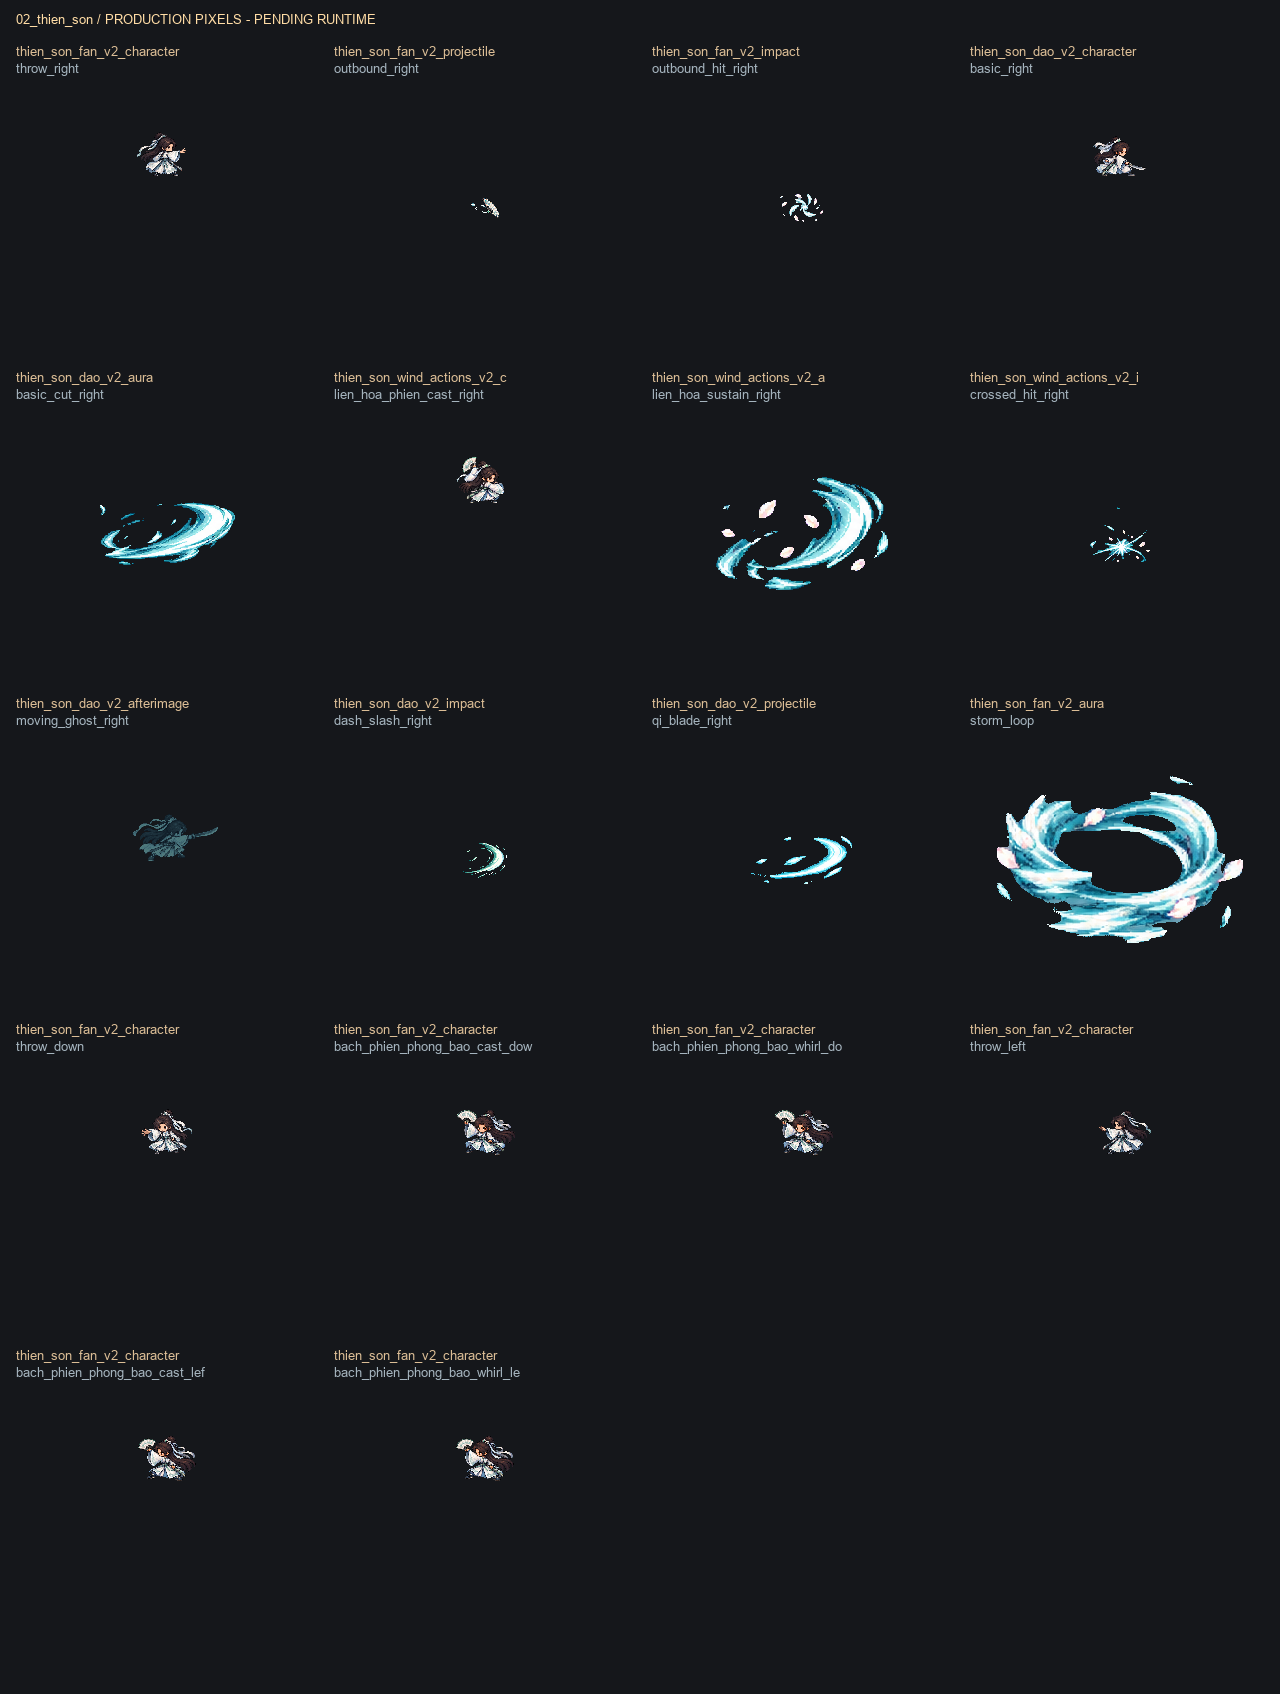 02_thien_son / PRODUCTION PIXELS - PENDING RUNTIME
thien_son_fan_v2_character
throw_right
thien_son_fan_v2_projectile
outbound_right
thien_son_fan_v2_impact
outbound_hit_right
thien_son_dao_v2_character
basic_right
thien_son_dao_v2_aura
basic_cut_right
thien_son_wind_actions_v2_c
lien_hoa_phien_cast_right
thien_son_wind_actions_v2_a
lien_hoa_sustain_right
thien_son_wind_actions_v2_i
crossed_hit_right
thien_son_dao_v2_afterimage
moving_ghost_right
thien_son_dao_v2_impact
dash_slash_right
thien_son_dao_v2_projectile
qi_blade_right
thien_son_fan_v2_aura
storm_loop
thien_son_fan_v2_character
throw_down
thien_son_fan_v2_character
bach_phien_phong_bao_cast_dow
thien_son_fan_v2_character
bach_phien_phong_bao_whirl_do
thien_son_fan_v2_character
throw_left
thien_son_fan_v2_character
bach_phien_phong_bao_cast_lef
thien_son_fan_v2_character
bach_phien_phong_bao_whirl_le